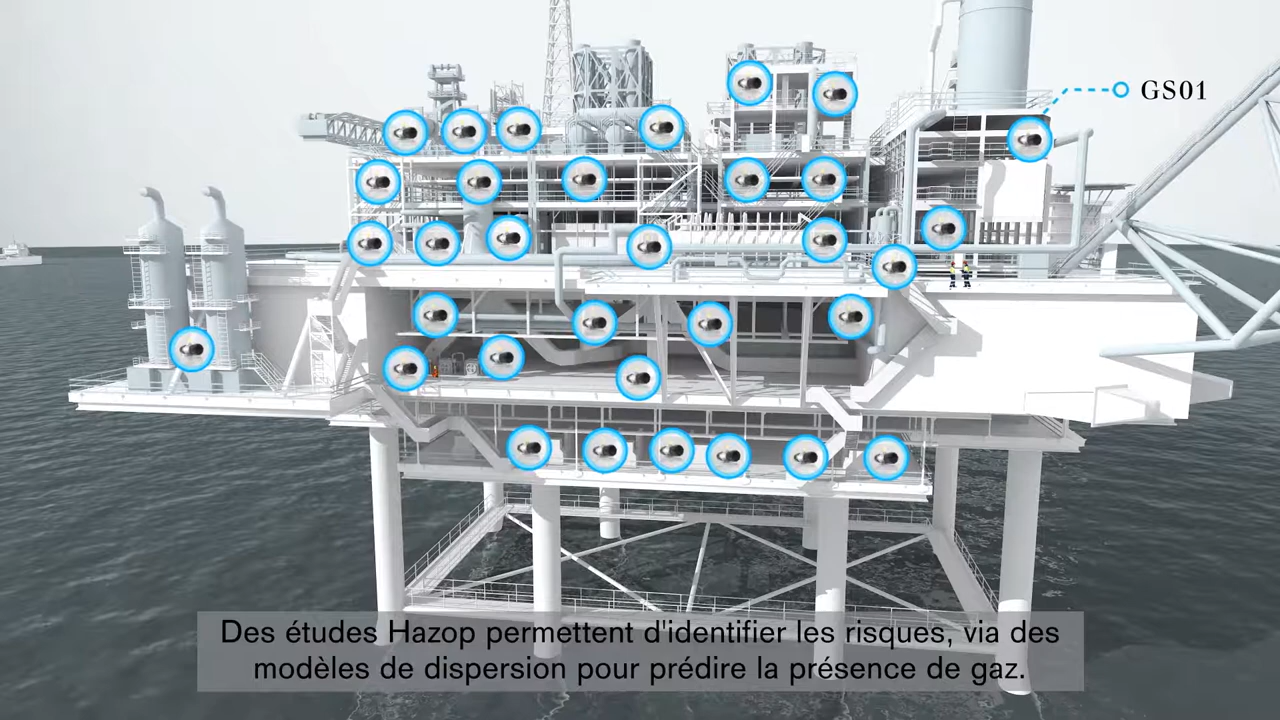 GS01
Des études Hazop permettent d'identifier les risques, via des
modèles de dispersion pour prédire la présence de gaz.